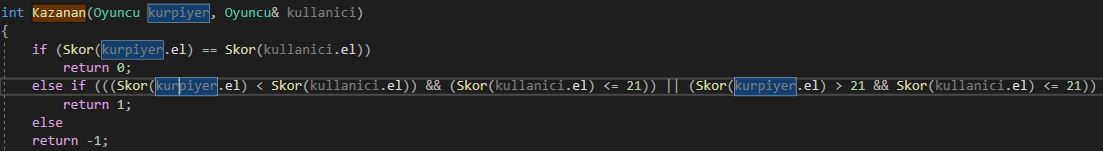 int Kazanan(Oyuncu kurpiyer, Oyuncu& kullanici)
{
if (Skor(kurpiyer.el) == Skor(kullanici.el))
return 0;
else if (((Skor(kurpiyer.el) < Skor(kullanici.el)) && (Skor(kullanici.el) <= 21)) || (Skor(kurpiyer.el) > 21 && Skor(kullanici.el) <= 21))
return 1;
else
return -1;